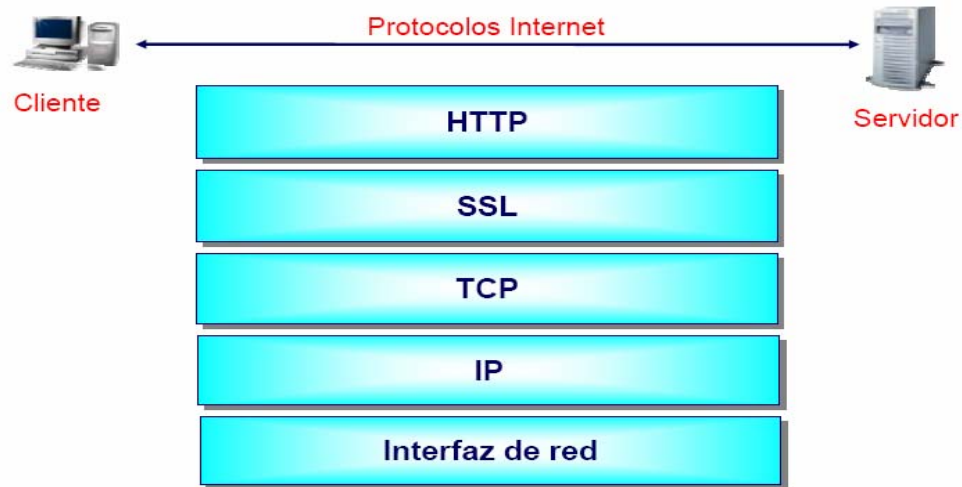 Protocolos Internet
Cliente
Servidor
HTTP
SSL
TCP
IP
Interfaz de red